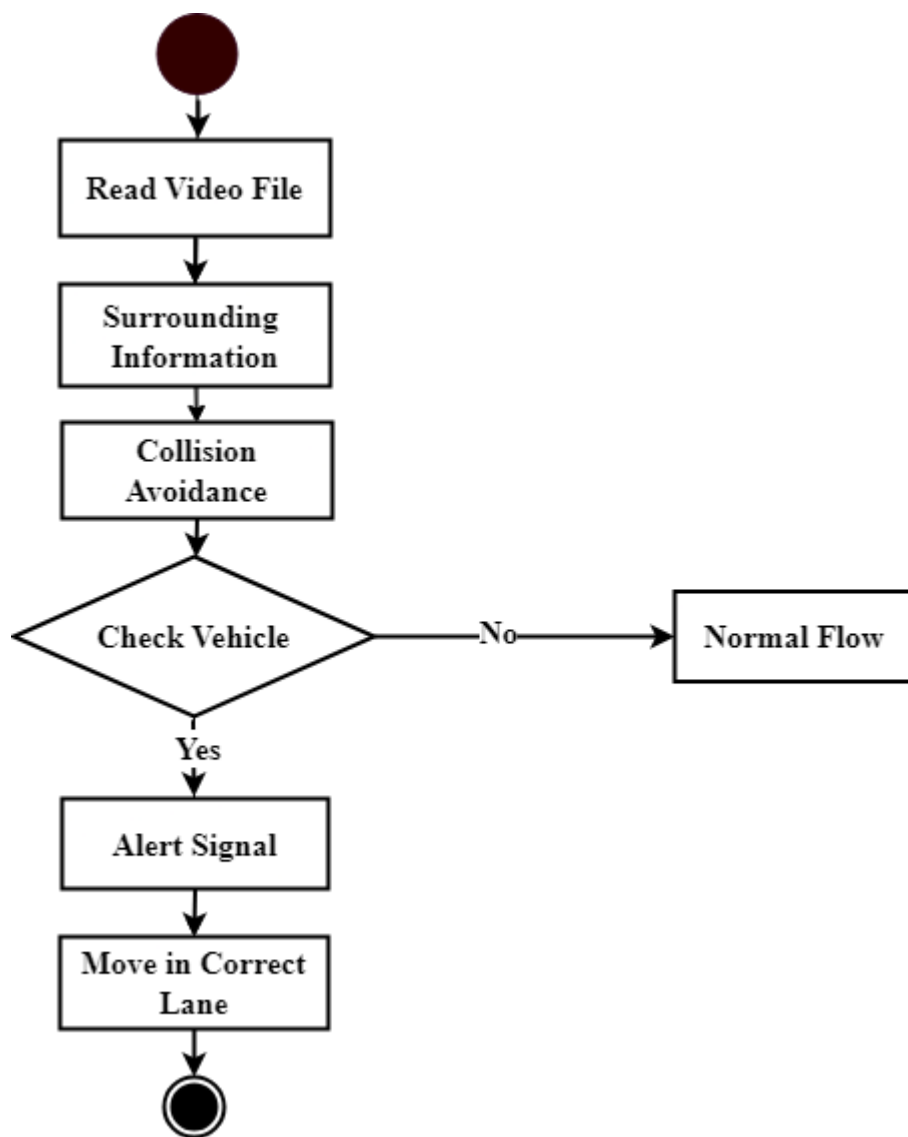 Read Video File
Surrounding
Information
Collision
Avoidance
Check Vehicle
No
Normal Flow
Yes
Alert Signal
Move in Correct
Lane